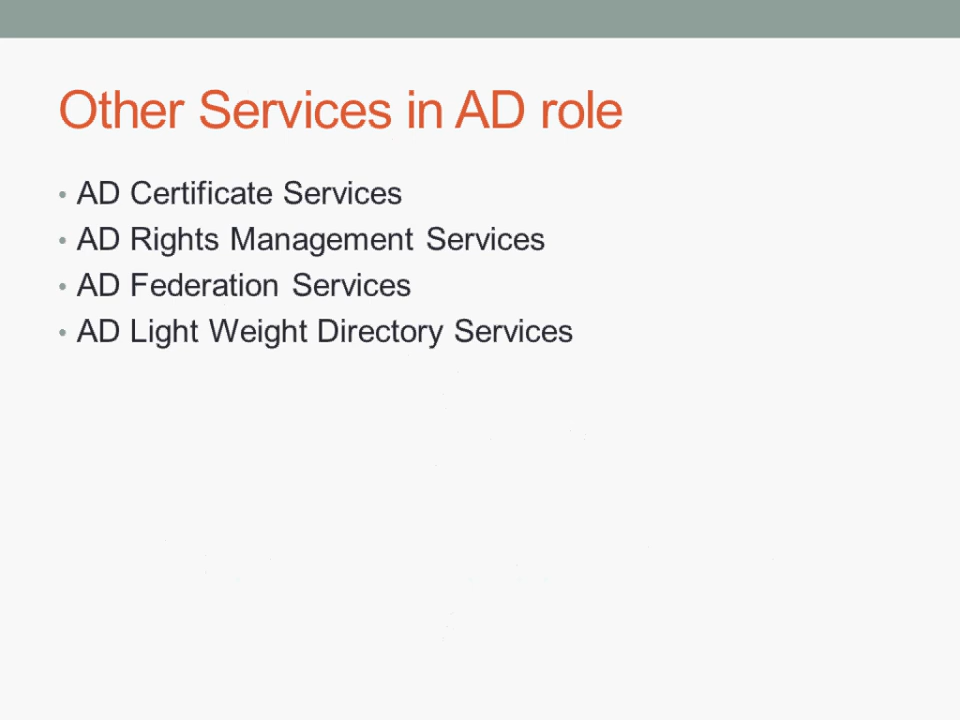 Other Services in AD role
• AD Certificate Services
• AD Rights Management Services
• AD Federation Services
• AD Light Weight Directory Services